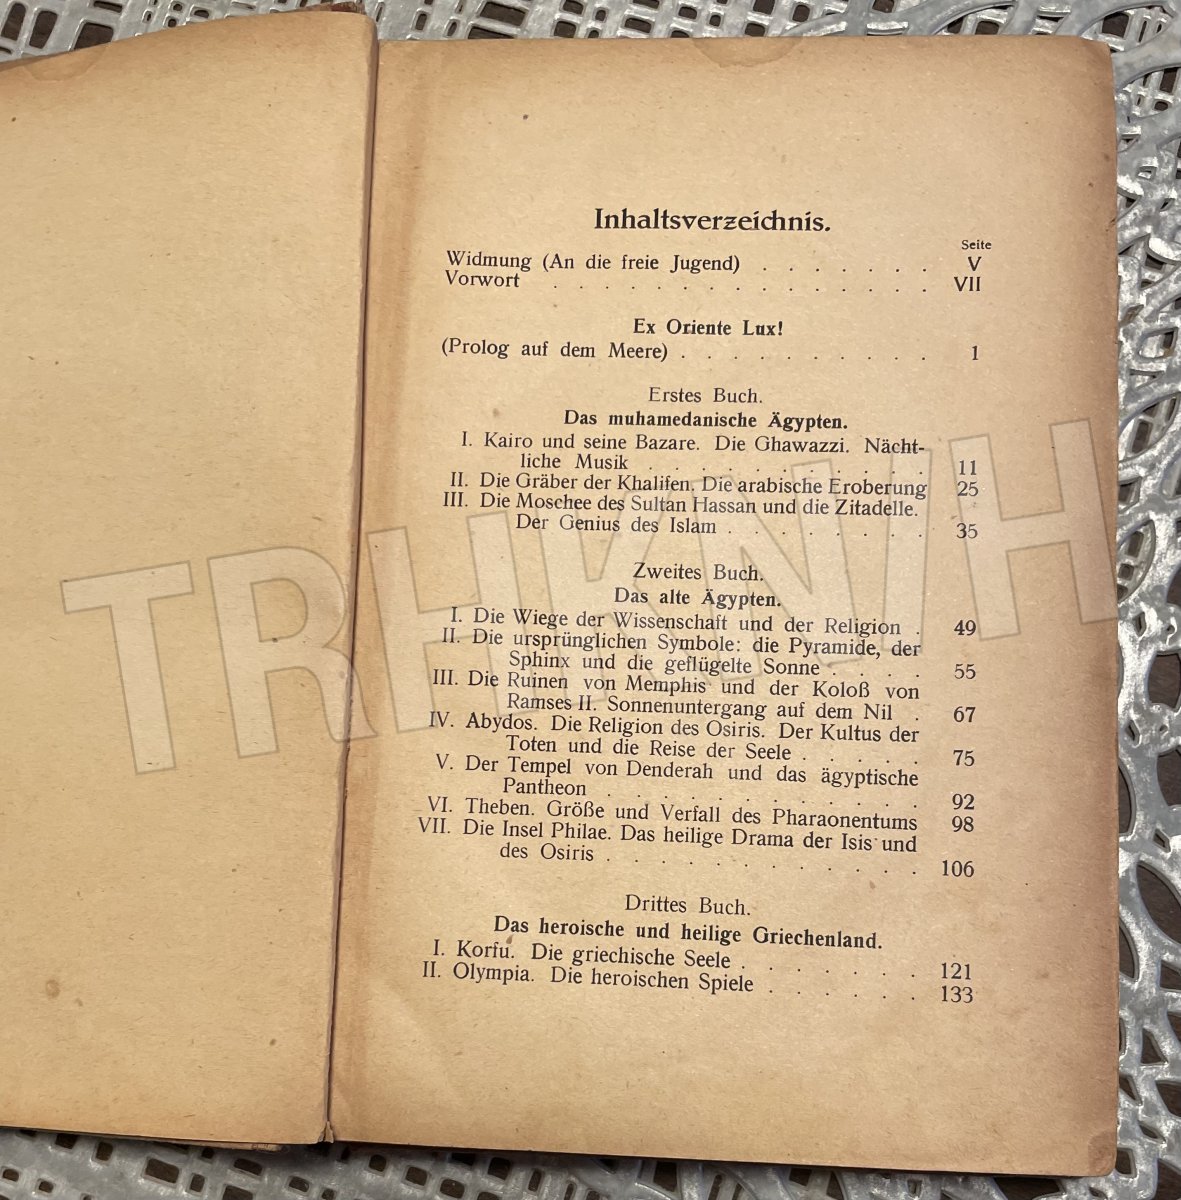 Inhaltsverzeichnis.
Seite
Widmung (An die freie Jugend) . . . . . . . V
Vorwort . . . . . . . . . . . . . . . VII
Ex Oriente Lux!
(Prolog auf dem Meere) . . . . . . . . . . 1
Erstes Buch.
Das muhamedanische Ägypten.
I. Kairo und seine Bazare. Die Ghawazzi. Nächt-
liche Musik . . . . . . . . . . . 11
II. Die Gräber der Khalifen. Die arabische Eroberung 25
III. Die Moschee des Sultan Hassan und die Zitadelle.
Der Genius des Islam . . . . . . . . 35
Zweites Buch.
Das alte Ägypten.
I. Die Wiege der Wissenschaft und der Religion . 49
II. Die ursprünglichen Symbole: die Pyramide, der
Sphinx und die geflügelte Sonne . . . . 55
III. Die Ruinen von Memphis und der Koloß von
Ramses II. Sonnenuntergang auf dem Nil . 67
IV. Abydos. Die Religion des Osiris. Der Kultus der
Toten und die Reise der Seele . . . . . 75
V. Der Tempel von Denderah und das ägyptische
Pantheon . . . . . . . . . . . . 92
VI. Theben. Größe und Verfall des Pharaonentums 98
VII. Die Insel Philae. Das heilige Drama der Isis und
des Osiris . . . . . . . . . . . . 106
Drittes Buch.
Das heroische und heilige Griechenland.
I. Korfu. Die griechische Seele . . . . . . . 121
II. Olympia. Die heroischen Spiele . . . . . . 133
TRHKNIH